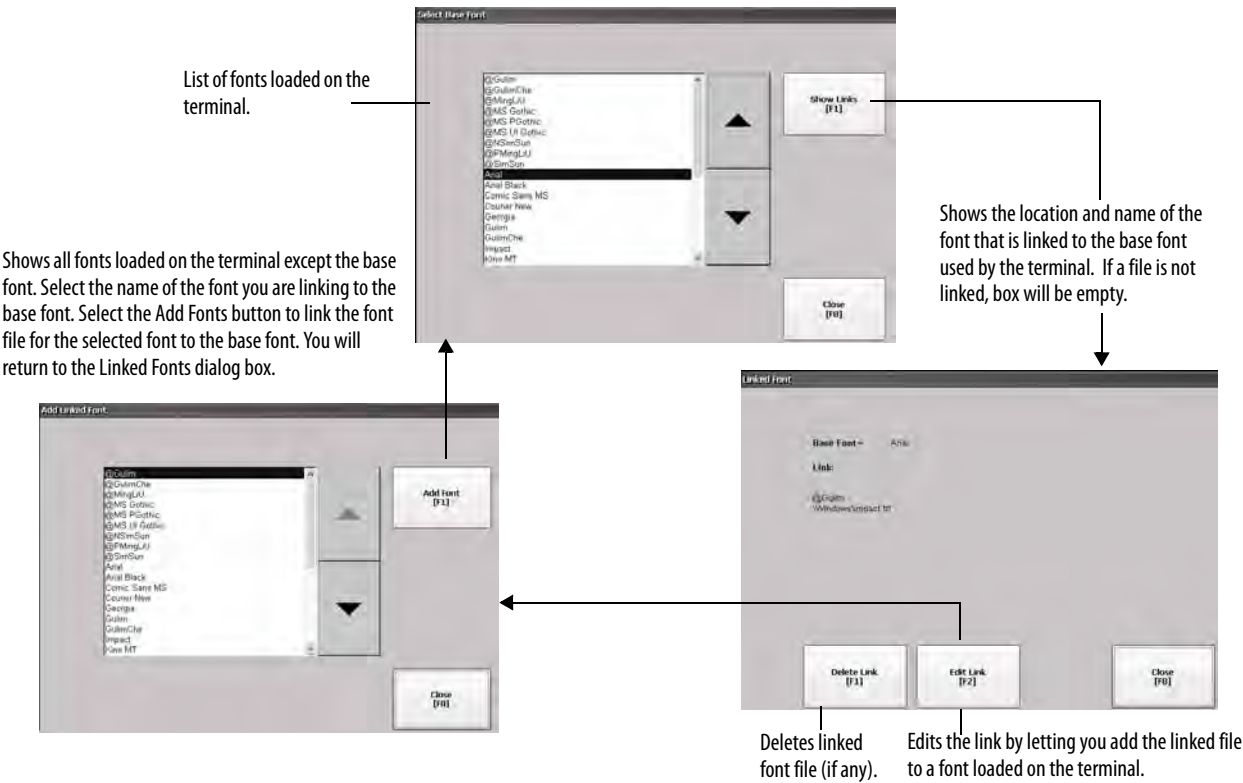 Select Base Font
List of fonts loaded on the
terminal.
@Gulim
@GulimChe
@MingLiU
@MS Gothic
@MS PGothic
@MS UI Gothic
@NSimSun
@PMingLiU
@SimSun
Arial
Arial Black
Comic Sans MS
Courier New
Georgia
Gulim
GulimChe
Impact
Kino MT
Show Links
[F1]
Close
[F8]
Shows the location and name of the
font that is linked to the base font
used by the terminal. If a file is not
linked, box will be empty.
Shows all fonts loaded on the terminal except the base
font. Select the name of the font you are linking to the
base font. Select the Add Fonts button to link the font
file for the selected font to the base font. You will
return to the Linked Fonts dialog box.
Add Linked Font
@Gulim
@GulimChe
@MingLiU
@MS Gothic
@MS PGothic
@MS UI Gothic
@NSimSun
@PMingLiU
@SimSun
Arial
Arial Black
Comic Sans MS
Courier New
Georgia
Gulim
GulimChe
Impact
Kino MT
Add Font
[F1]
Close
[F8]
Linked Font
Base Font - Arial
Link:
@Gulim -
\Windows\impact.ttf
Delete Link
[F1]
Edit Link
[F2]
Close
[F8]
Deletes linked
font file (if any).
Edits the link by letting you add the linked file
to a font loaded on the terminal.